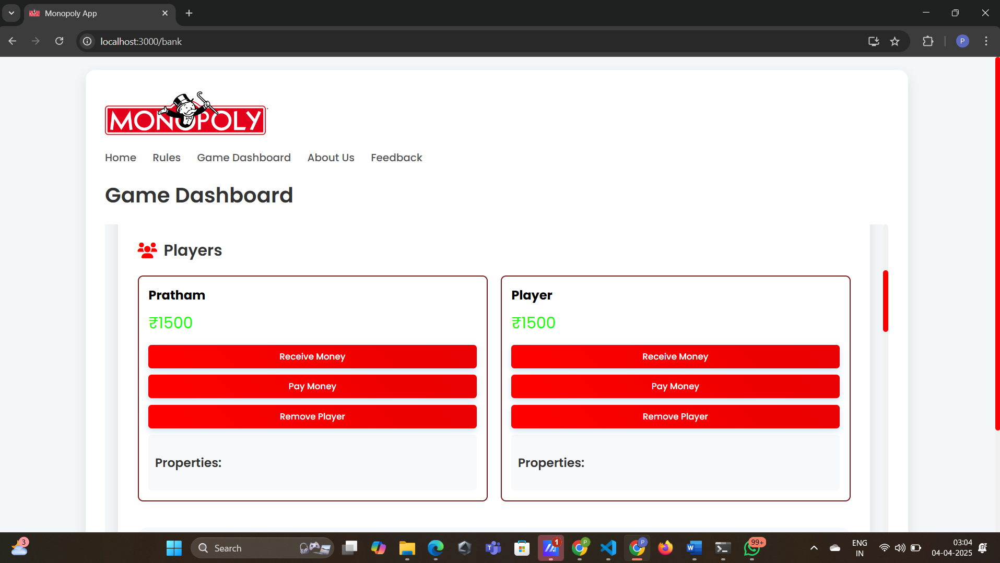 Monopoly App
localhost:3000/bank
P
MONOPOLY
Home Rules Game Dashboard About Us Feedback
Game Dashboard
Players
Pratham
₹1500
Receive Money
Pay Money
Remove Player
Properties:
Player
₹1500
Receive Money
Pay Money
Remove Player
Properties:
3
Search
T
1
P
P
W
99+
ENG
IN
03:04
04-04-2025